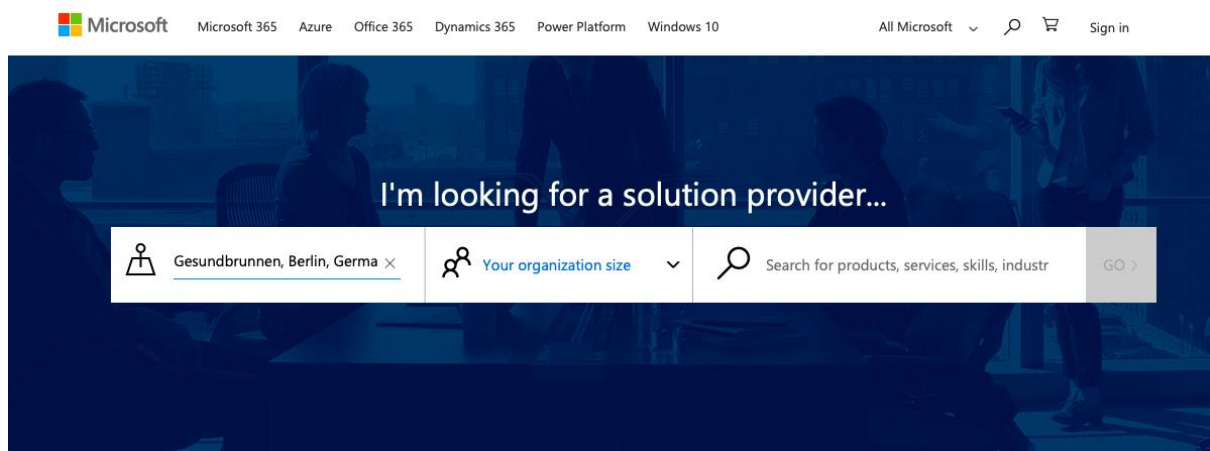 Microsoft Microsoft 365 Azure Office 365 Dynamics 365 Power Platform Windows 10 All Microsoft Sign in
I'm looking for a solution provider...
Gesundbrunnen, Berlin, Germa Your organization size Search for products, services, skills, industr GO